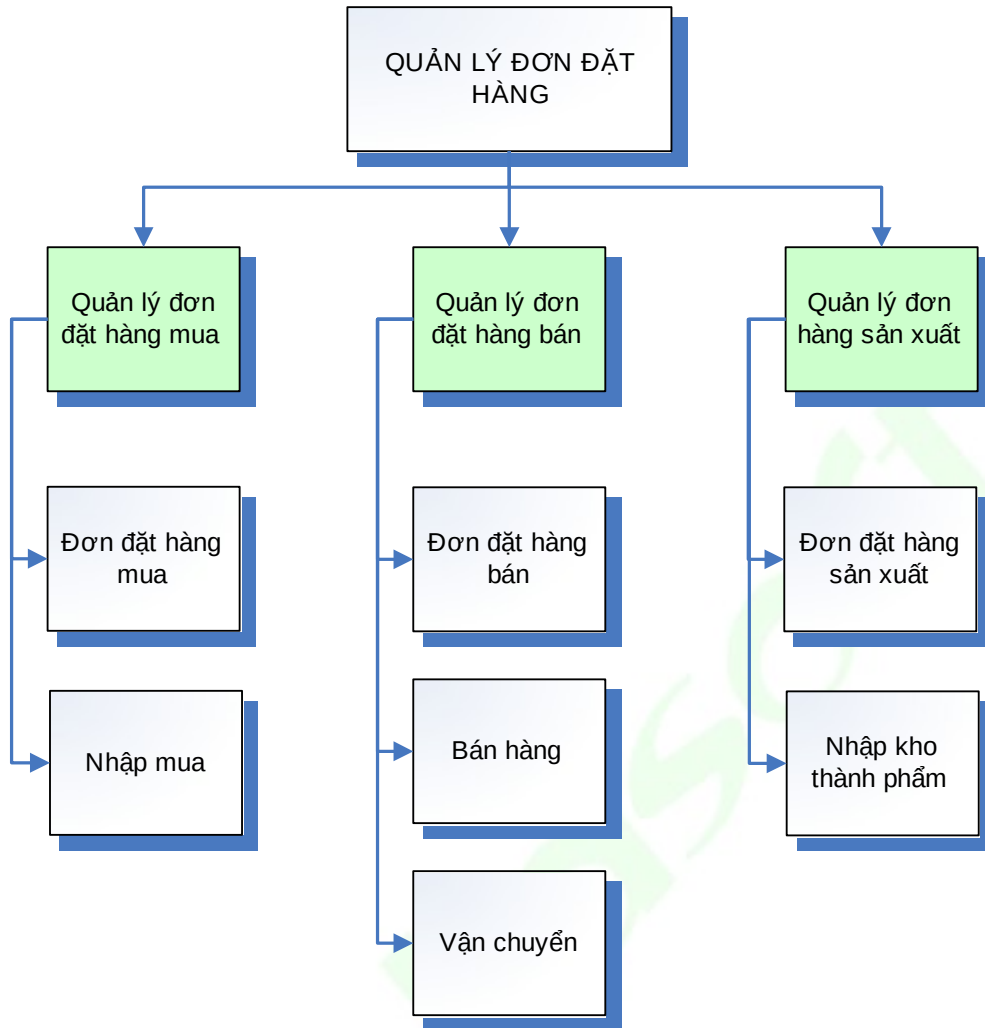 QUẢN LÝ ĐƠN ĐẶT
HÀNG
Quản lý đơn
đặt hàng mua
Quản lý đơn
đặt hàng bán
Quản lý đơn
hàng sản xuất
Đơn đặt hàng
mua
Đơn đặt hàng
bán
Đơn đặt hàng
sản xuất
Nhập mua
Bán hàng
Nhập kho
thành phẩm
Vận chuyển